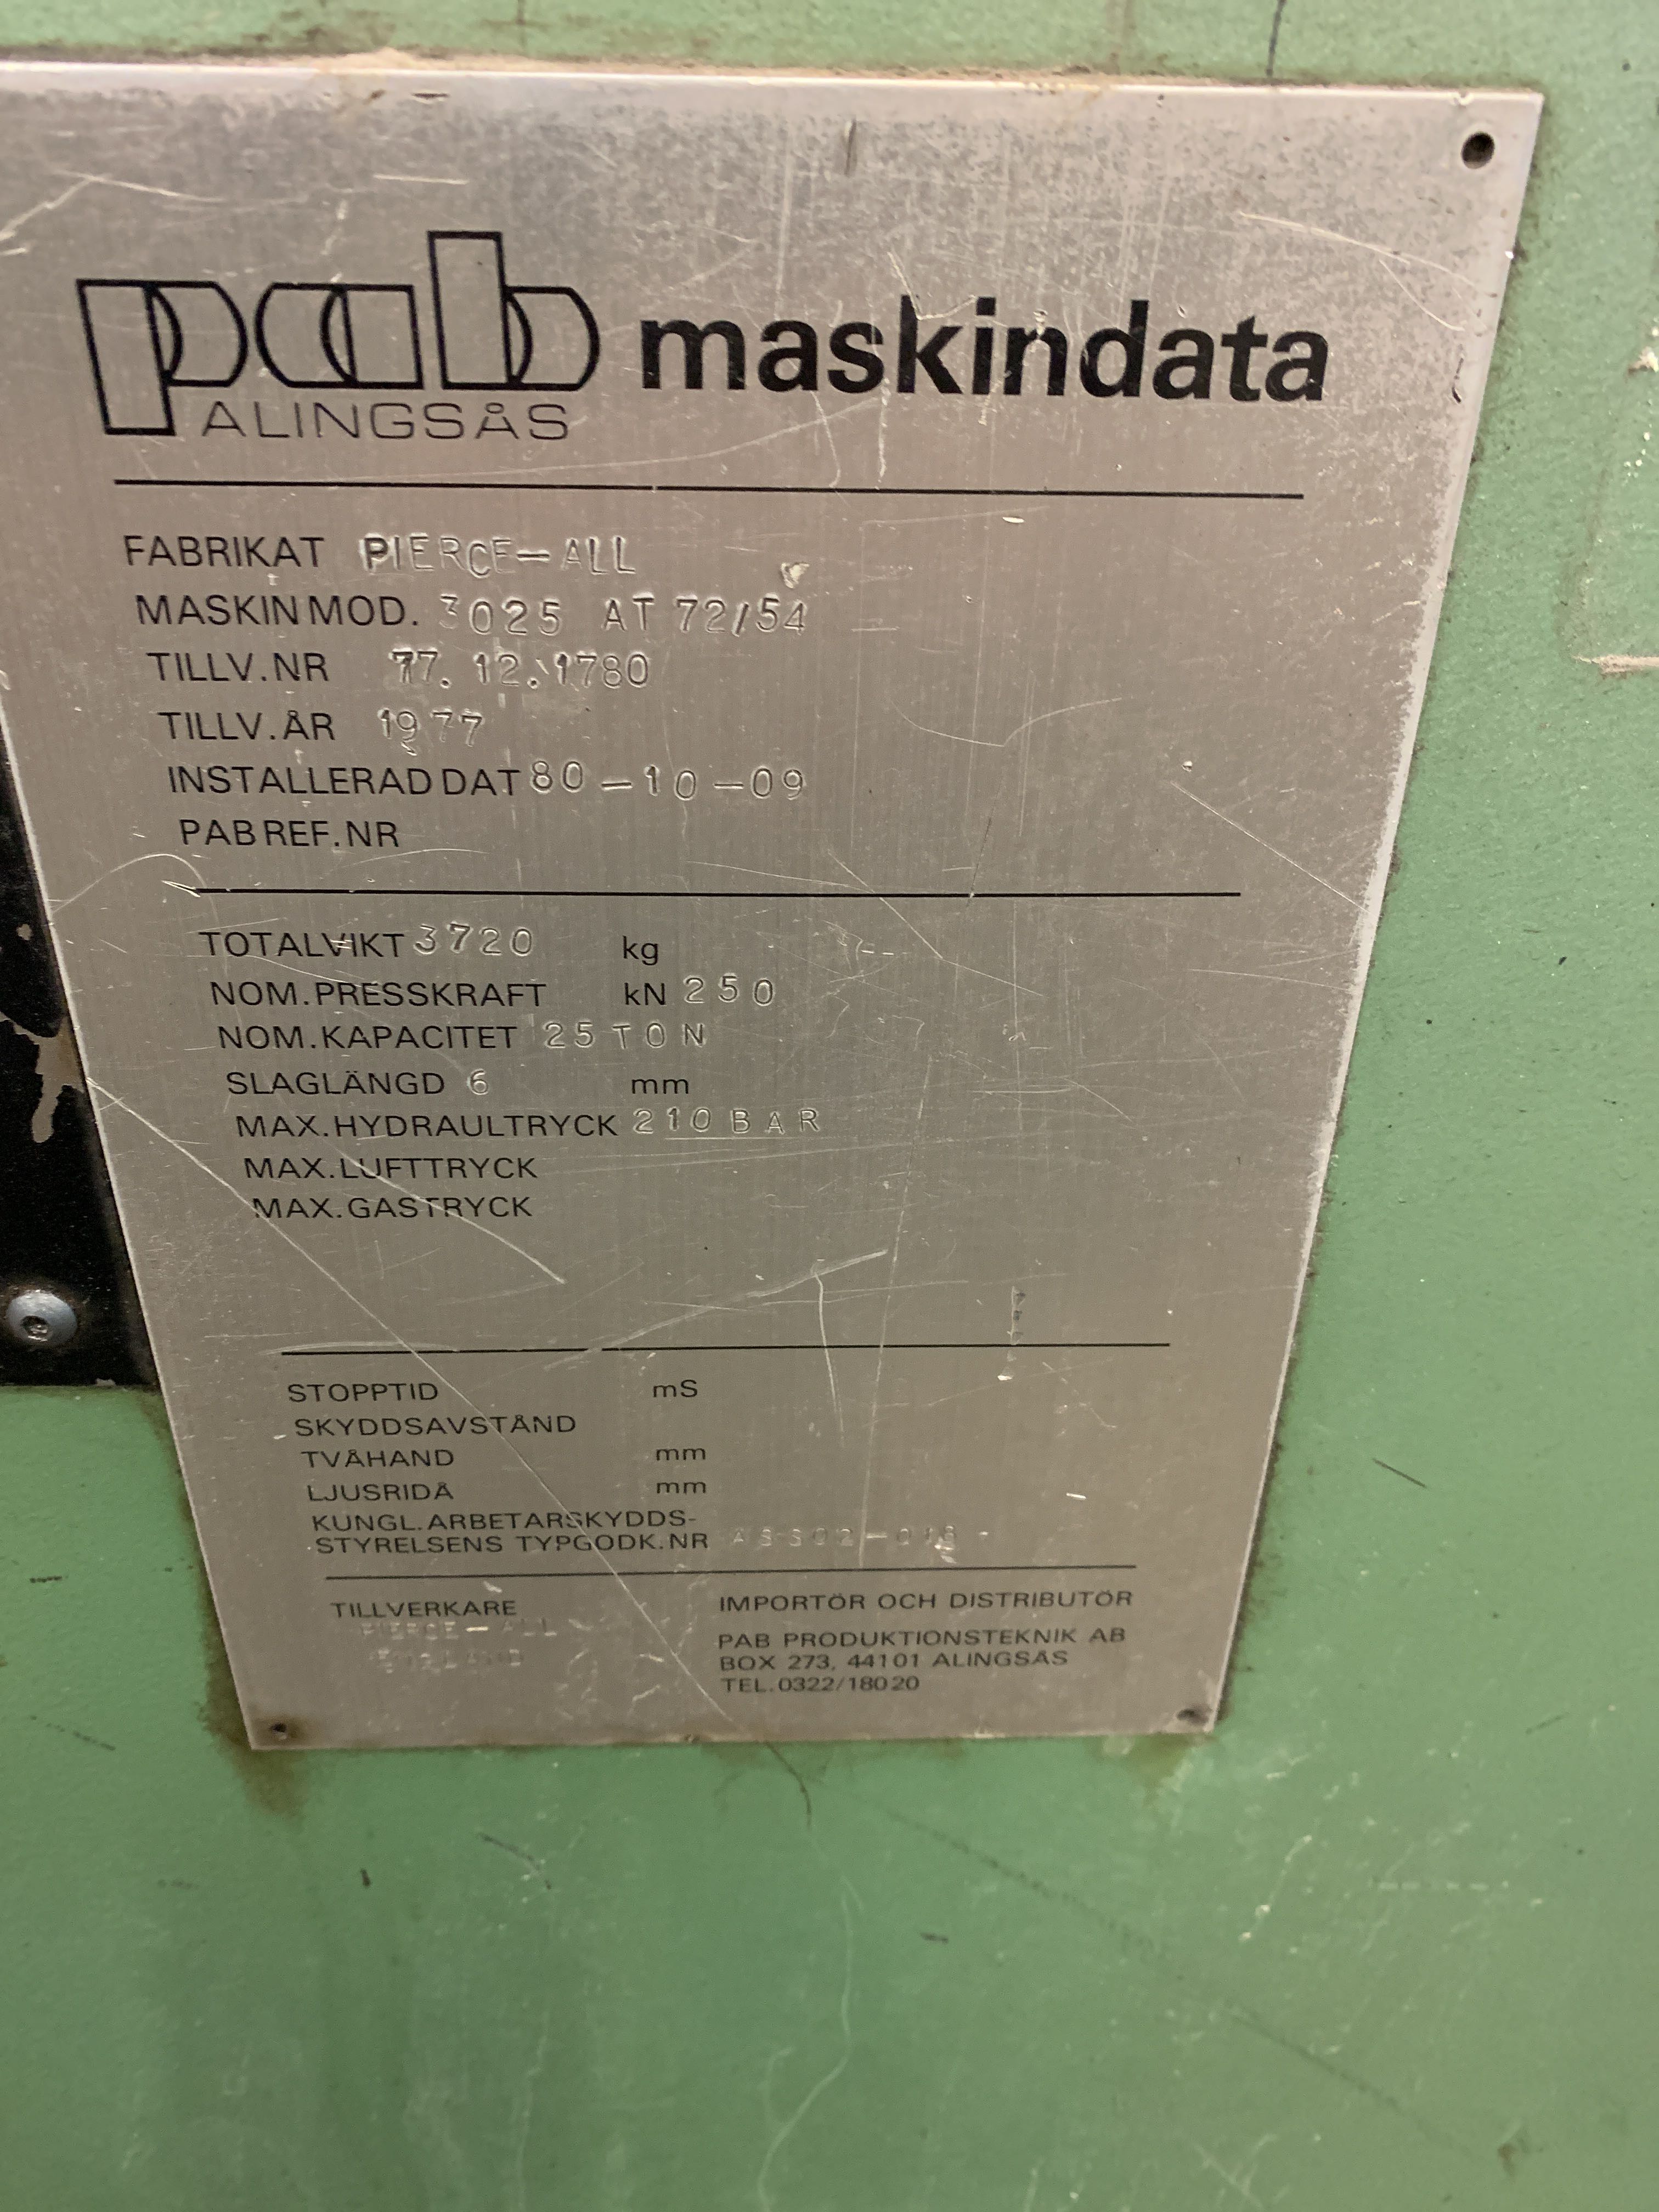 pab maskindata
ALINGSÅS
FABRIKAT PIERCE-ALL
MASKINMOD. 3025 AT 72/54
TILLV.NR 77.12.1780
TILLV.ÅR 1977
INSTALLERAD DAT 80-10-09
PAB REF.NR
TOTALVIKT 3720 kg
NOM.PRESSKRAFT kN 250
NOM.KAPACITET 25 TON
SLAGLÄNGD 6 mm
MAX.HYDRAULTRYCK 210 BAR
MAX.LUFTTRYCK
MAX.GASTRYCK
STOPPTID mS
SKYDDSAVSTÅND
TVÅHAND mm
LJUSRIDÅ mm
KUNGL.ARBETARSKYDDS-
STYRELSENS TYPGODK.NR
TILLVERKARE
PIERCE-ALL
ENGLAND
IMPORTÖR OCH DISTRIBUTÖR
PAB PRODUKTIONSTEKNIK AB
BOX 273, 44101 ALINGSÅS
TEL.0322/18020